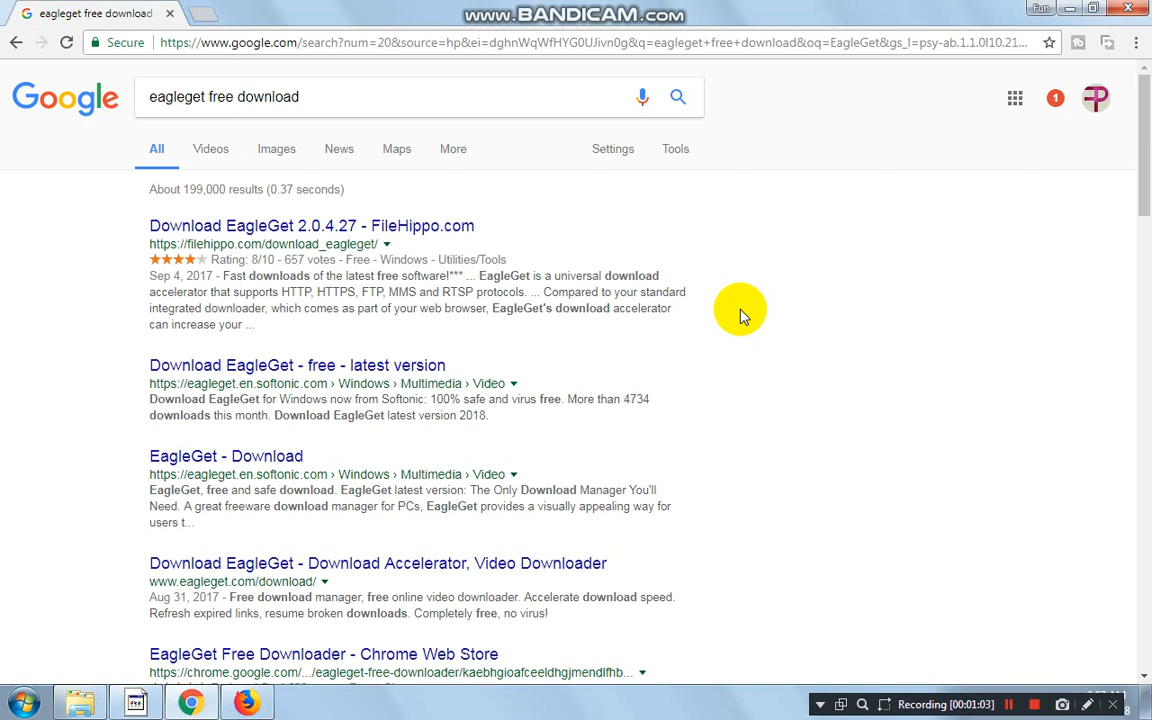 eagleget free download
www.BANDICAM.com
Fun
Secure
https://www.google.com/search?num=20&source=hp&ei=dghnWqWfHYG0UJivn0g&q=eagleget+free+download&oq=EagleGet&gs_l=psy-ab.1.1.0l10.21...
Google
eagleget free download
1
All
Videos
Images
News
Maps
More
Settings
Tools
About 199,000 results (0.37 seconds)
Download EagleGet 2.0.4.27 - FileHippo.com
https://filehippo.com/download_eagleget/
Rating: 8/10 - 657 votes - Free - Windows - Utilities/Tools
Sep 4, 2017 - Fast downloads of the latest free software!*** ... EagleGet is a universal download
accelerator that supports HTTP, HTTPS, FTP, MMS and RTSP protocols. ... Compared to your standard
integrated downloader, which comes as part of your web browser, EagleGet's download accelerator
can increase your ...
Download EagleGet - free - latest version
https://eagleget.en.softonic.com › Windows › Multimedia › Video
Download EagleGet for Windows now from Softonic: 100% safe and virus free. More than 4734
downloads this month. Download EagleGet latest version 2018.
EagleGet - Download
https://eagleget.en.softonic.com › Windows › Multimedia › Video
EagleGet, free and safe download. EagleGet latest version: The Only Download Manager You'll
Need. A great freeware download manager for PCs, EagleGet provides a visually appealing way for
users t...
Download EagleGet - Download Accelerator, Video Downloader
www.eagleget.com/download/
Aug 31, 2017 - Free download manager, free online video downloader. Accelerate download speed.
Refresh expired links, resume broken downloads. Completely free, no virus!
EagleGet Free Downloader - Chrome Web Store
https://chrome.google.com/.../eagleget-free-downloader/kaebhgioafceeldhgjmendlfhb...
Recording [00:01:03]